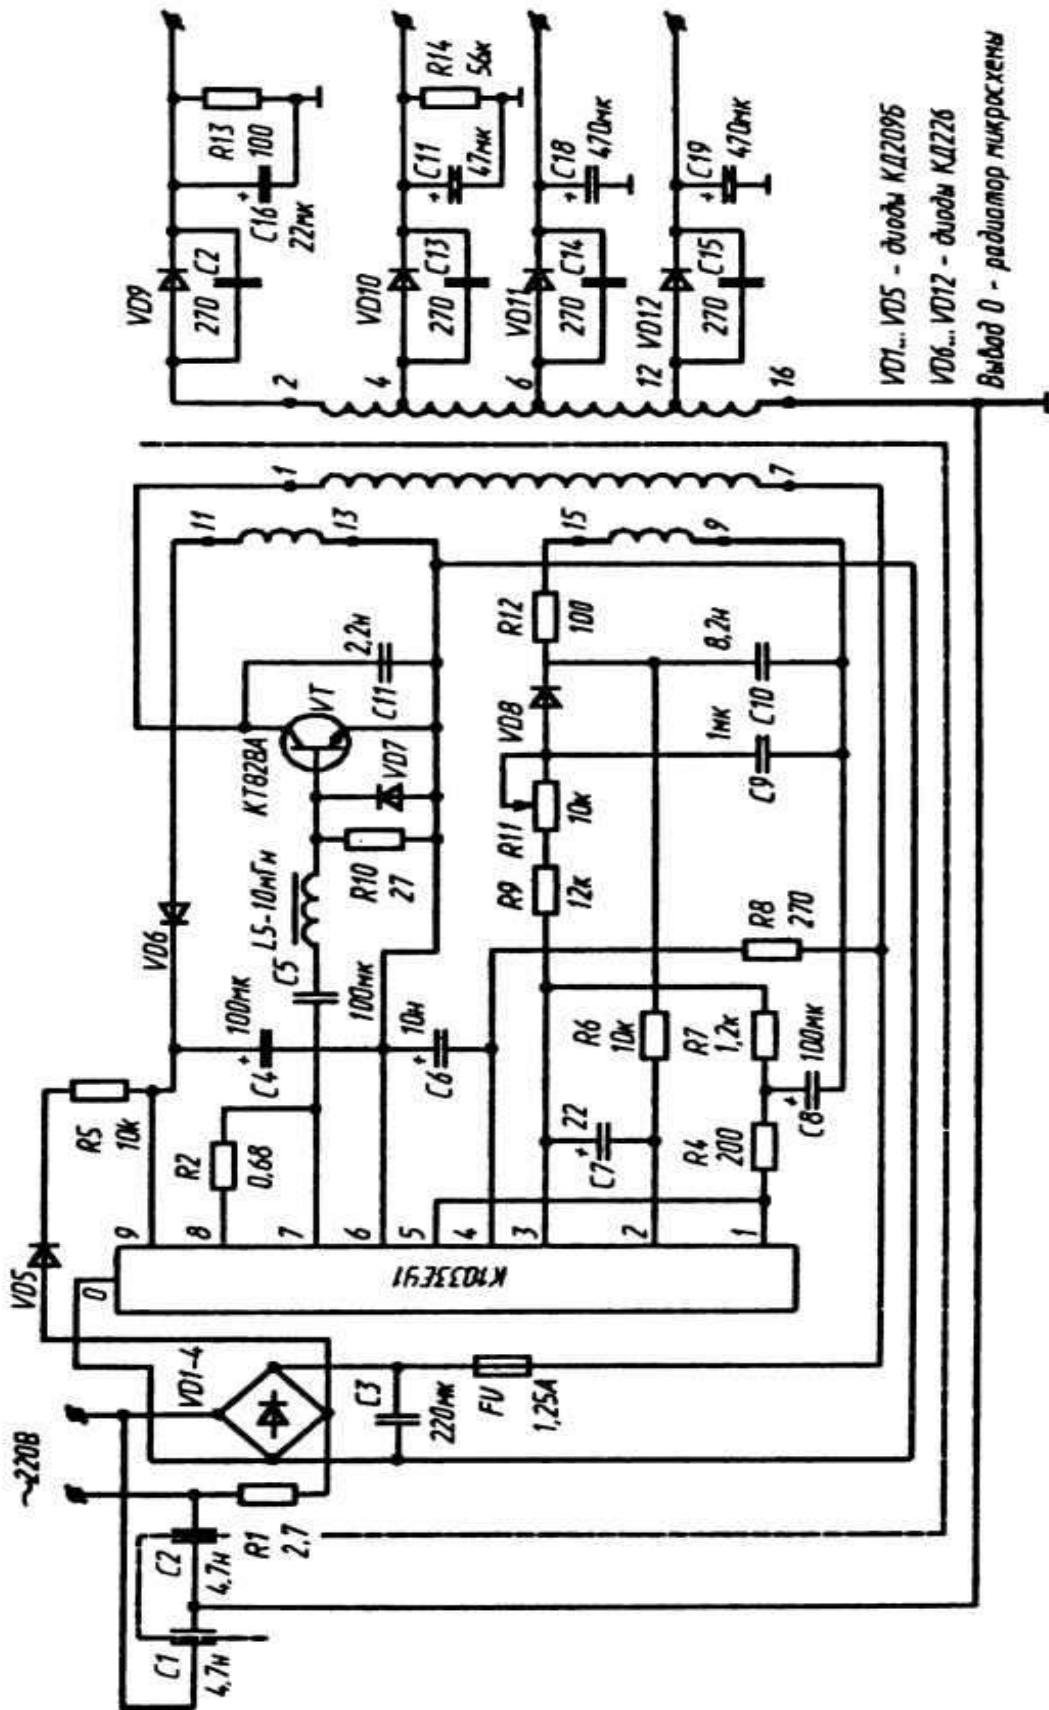 ~220В
C1
4,7н
C2
4,7н
R1
2,7
VD1-4
C3
220мк
FU
1,25А
VD5
R5
10к
0
К1033ЕУ1
9
8
7
6
5
4
3
2
1
R2
0,68
VD6
100мк
C4
+
C5
100мк
L5-10мГн
КТ828А
VT
R10
27
VD7
2,2н
C11
+
10н
C6
R9
12к
R11
10к
VD8
R12
100
+
22
C7
R6
10к
R7
1,2к
R4
200
+
100мк
C8
R8
270
1мк
C9
8,2н
C10
11
13
15
9
1
7
2
4
6
12
16
VD9
C2
270
+
C16
22мк
R13
100
VD10
C13
270
+
C11
47мк
R14
56к
VD11
C14
270
+
C18
470мк
VD12
C15
270
+
C19
470мк
VD1... VD5 - диоды КД209Б
VD6... VD12 - диоды КД226
Вывод 0 - радиатор микросхемы